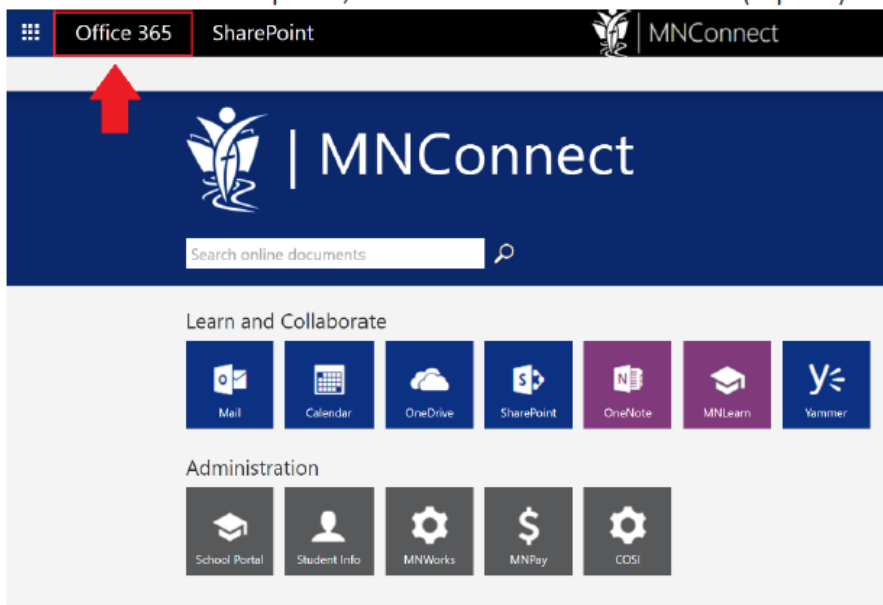 Office 365 SharePoint MNConnect
| MNConnect
Search online documents
Learn and Collaborate
Mail Calendar OneDrive SharePoint OneNote MNLearn Yammer
Administration
School Portal Student Info MNWorks MNPay COSI